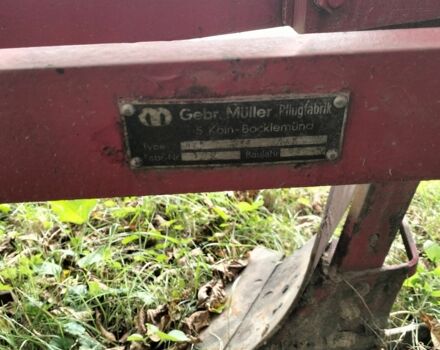 m Gebr. Müller, Pflugfabrik
5 Köln-Bocklemünd
Type
Fabr.-Nr. Baujahr